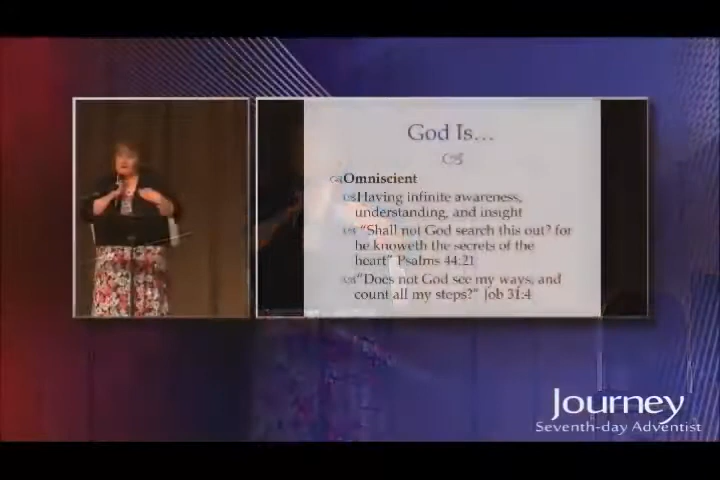 God Is...
Omniscient
Having infinite awareness,
understanding, and insight
"Shall not God search this out? for
he knoweth the secrets of the
heart" Psalms 44:21
"Does not God see my ways, and
count all my steps?" Job 31:4
Journey
Seventh-day Adventist